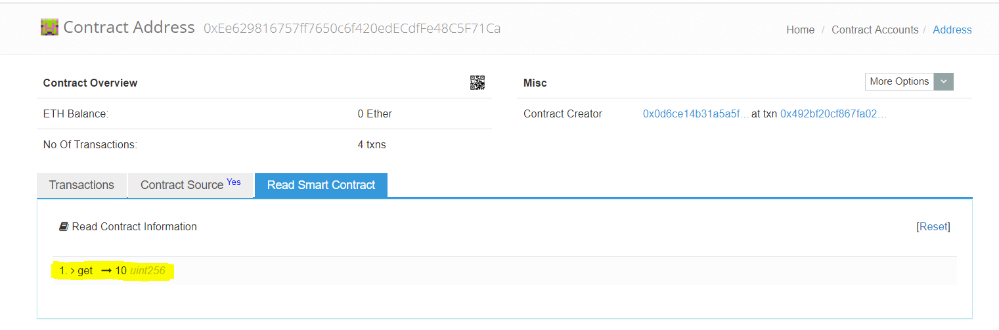 Contract Address 0xEe629816757ff7650c6f420edECdfFe48C5F71Ca
Home / Contract Accounts / Address
Contract Overview
ETH Balance: 0 Ether
No Of Transactions: 4 txns
Misc
More Options
Contract Creator 0x0d6ce14b31a5a5f... at txn 0x492bf20cf867fa02...
Transactions
Contract Source Yes
Read Smart Contract
Read Contract Information
[Reset]
1. > get → 10 uint256